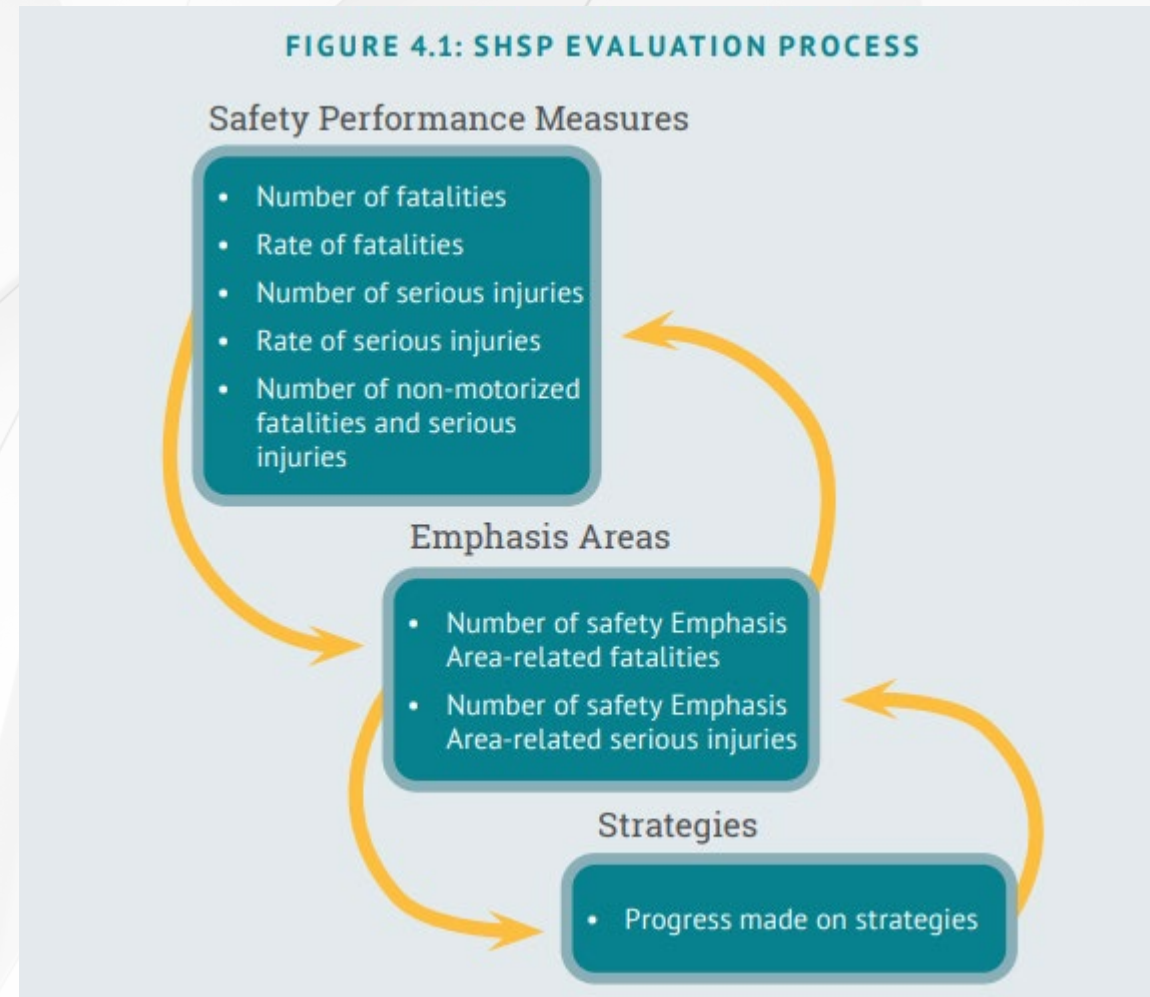 FIGURE 4.1: SHSP EVALUATION PROCESS
Safety Performance Measures
• Number of fatalities
• Rate of fatalities
• Number of serious injuries
• Rate of serious injuries
• Number of non-motorized
fatalities and serious
injuries
Emphasis Areas
• Number of safety Emphasis
Area-related fatalities
• Number of safety Emphasis
Area-related serious injuries
Strategies
• Progress made on strategies